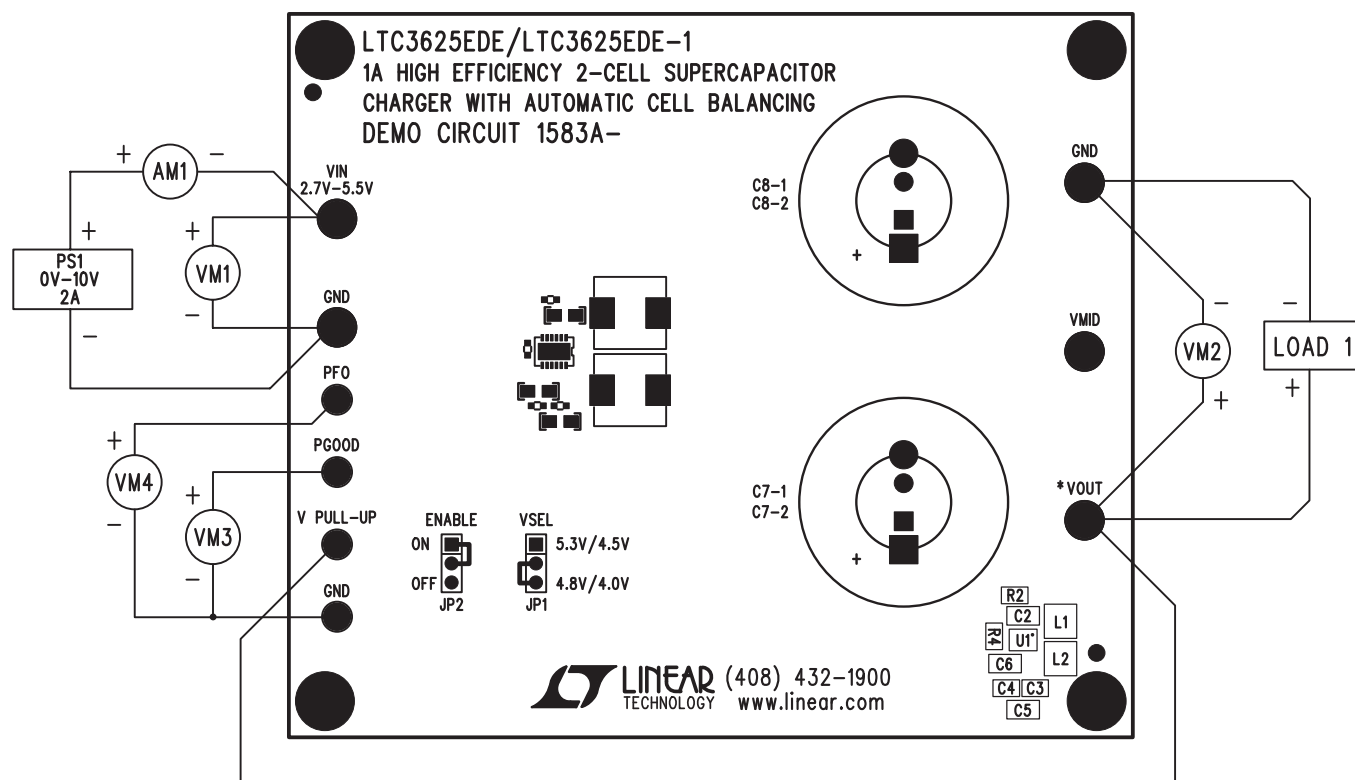 LTC3625EDE/LTC3625EDE-1
1A HIGH EFFICIENCY 2-CELL SUPERCAPACITOR
CHARGER WITH AUTOMATIC CELL BALANCING
DEMO CIRCUIT 1583A-
+ AM1 -
VIN
2.7V-5.5V
+
PS1
0V-10V
2A
-
+
VM1
-
GND
PFO
+
VM4
-
PGOOD
+
VM3
-
V PULL-UP
GND
ENABLE
ON
OFF
JP2
VSEL
5.3V/4.5V
4.8V/4.0V
JP1
C8-1
C8-2
+
C7-1
C7-2
+
GND
VMID
*VOUT
-
VM2
+
-
LOAD 1
+
R2
C2
L1
R4
U1
C6
L2
C4
C3
C5
LINEAR
TECHNOLOGY
(408) 432-1900
www.linear.com